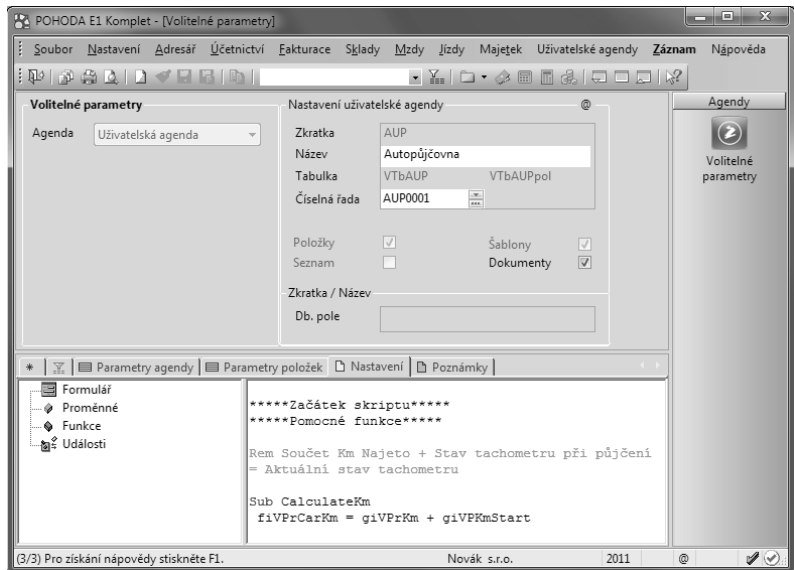 POHODA E1 Komplet - [Volitelné parametry]
Soubor Nastavení Adresář Účetnictví Fakturace Sklady Mzdy Jízdy Majetek Uživatelské agendy Záznam Nápověda
Volitelné parametry
Agenda Uživatelská agenda
Nastavení uživatelské agendy @
Zkratka AUP
Název Autopůjčovna
Tabulka VTbAUP VTbAUPpol
Číselná řada AUP0001
Položky Šablony
Seznam Dokumenty
Zkratka / Název
Db. pole
Agendy
Volitelné
parametry
* Parametry agendy Parametry položek Nastavení Poznámky
Formulář
Proměnné
Funkce
Události
*****Začátek skriptu*****
*****Pomocné funkce*****
Rem Součet Km Najeto + Stav tachometru při půjčení
= Aktuální stav tachometru
Sub CalculateKm
fiVPrCarKm = giVPrKm + giVPKmStart
(3/3) Pro získání nápovědy stiskněte F1. Novák s.r.o. 2011 @